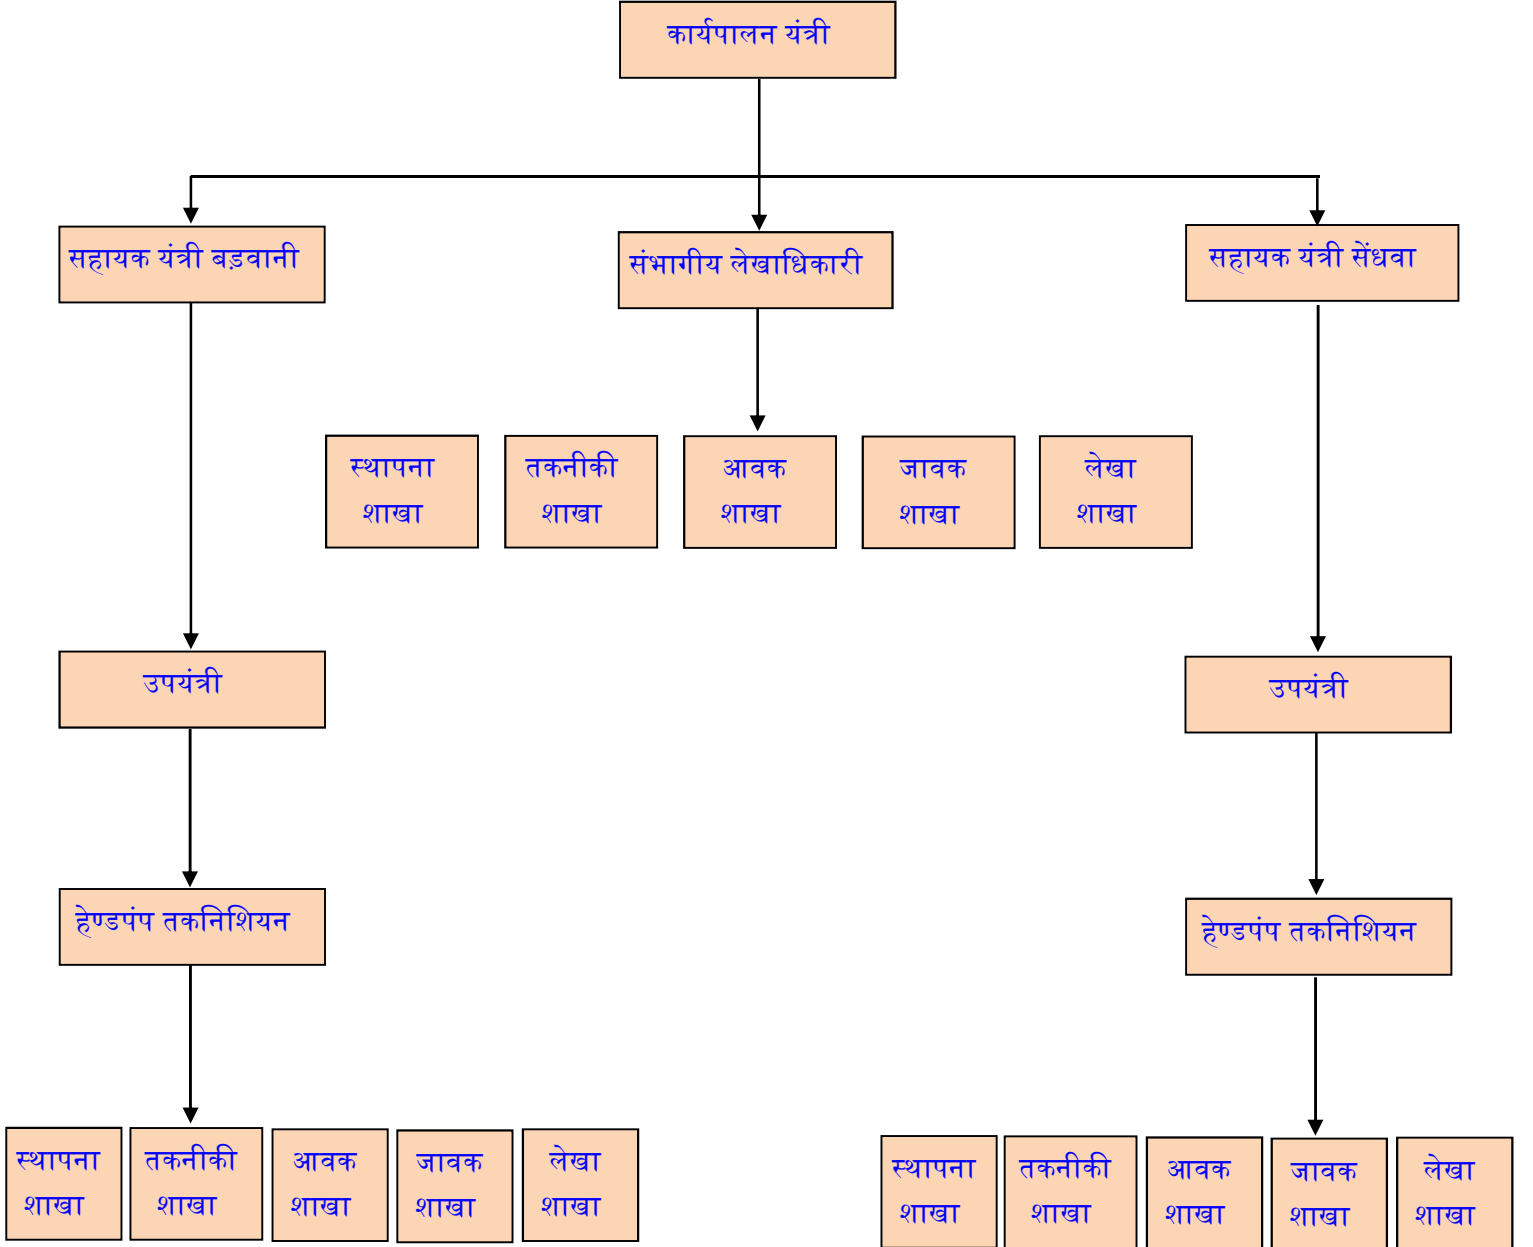 कार्यपालन यंत्री
सहायक यंत्री बड़वानी
संभागीय लेखाधिकारी
सहायक यंत्री सेंधवा
स्थापना
शाखा
तकनीकी
शाखा
आवक
शाखा
जावक
शाखा
लेखा
शाखा
उपयंत्री
उपयंत्री
हेण्डपंप तकनिशियन
हेण्डपंप तकनिशियन
स्थापना
शाखा
तकनीकी
शाखा
आवक
शाखा
जावक
शाखा
लेखा
शाखा
स्थापना
शाखा
तकनीकी
शाखा
आवक
शाखा
जावक
शाखा
लेखा
शाखा